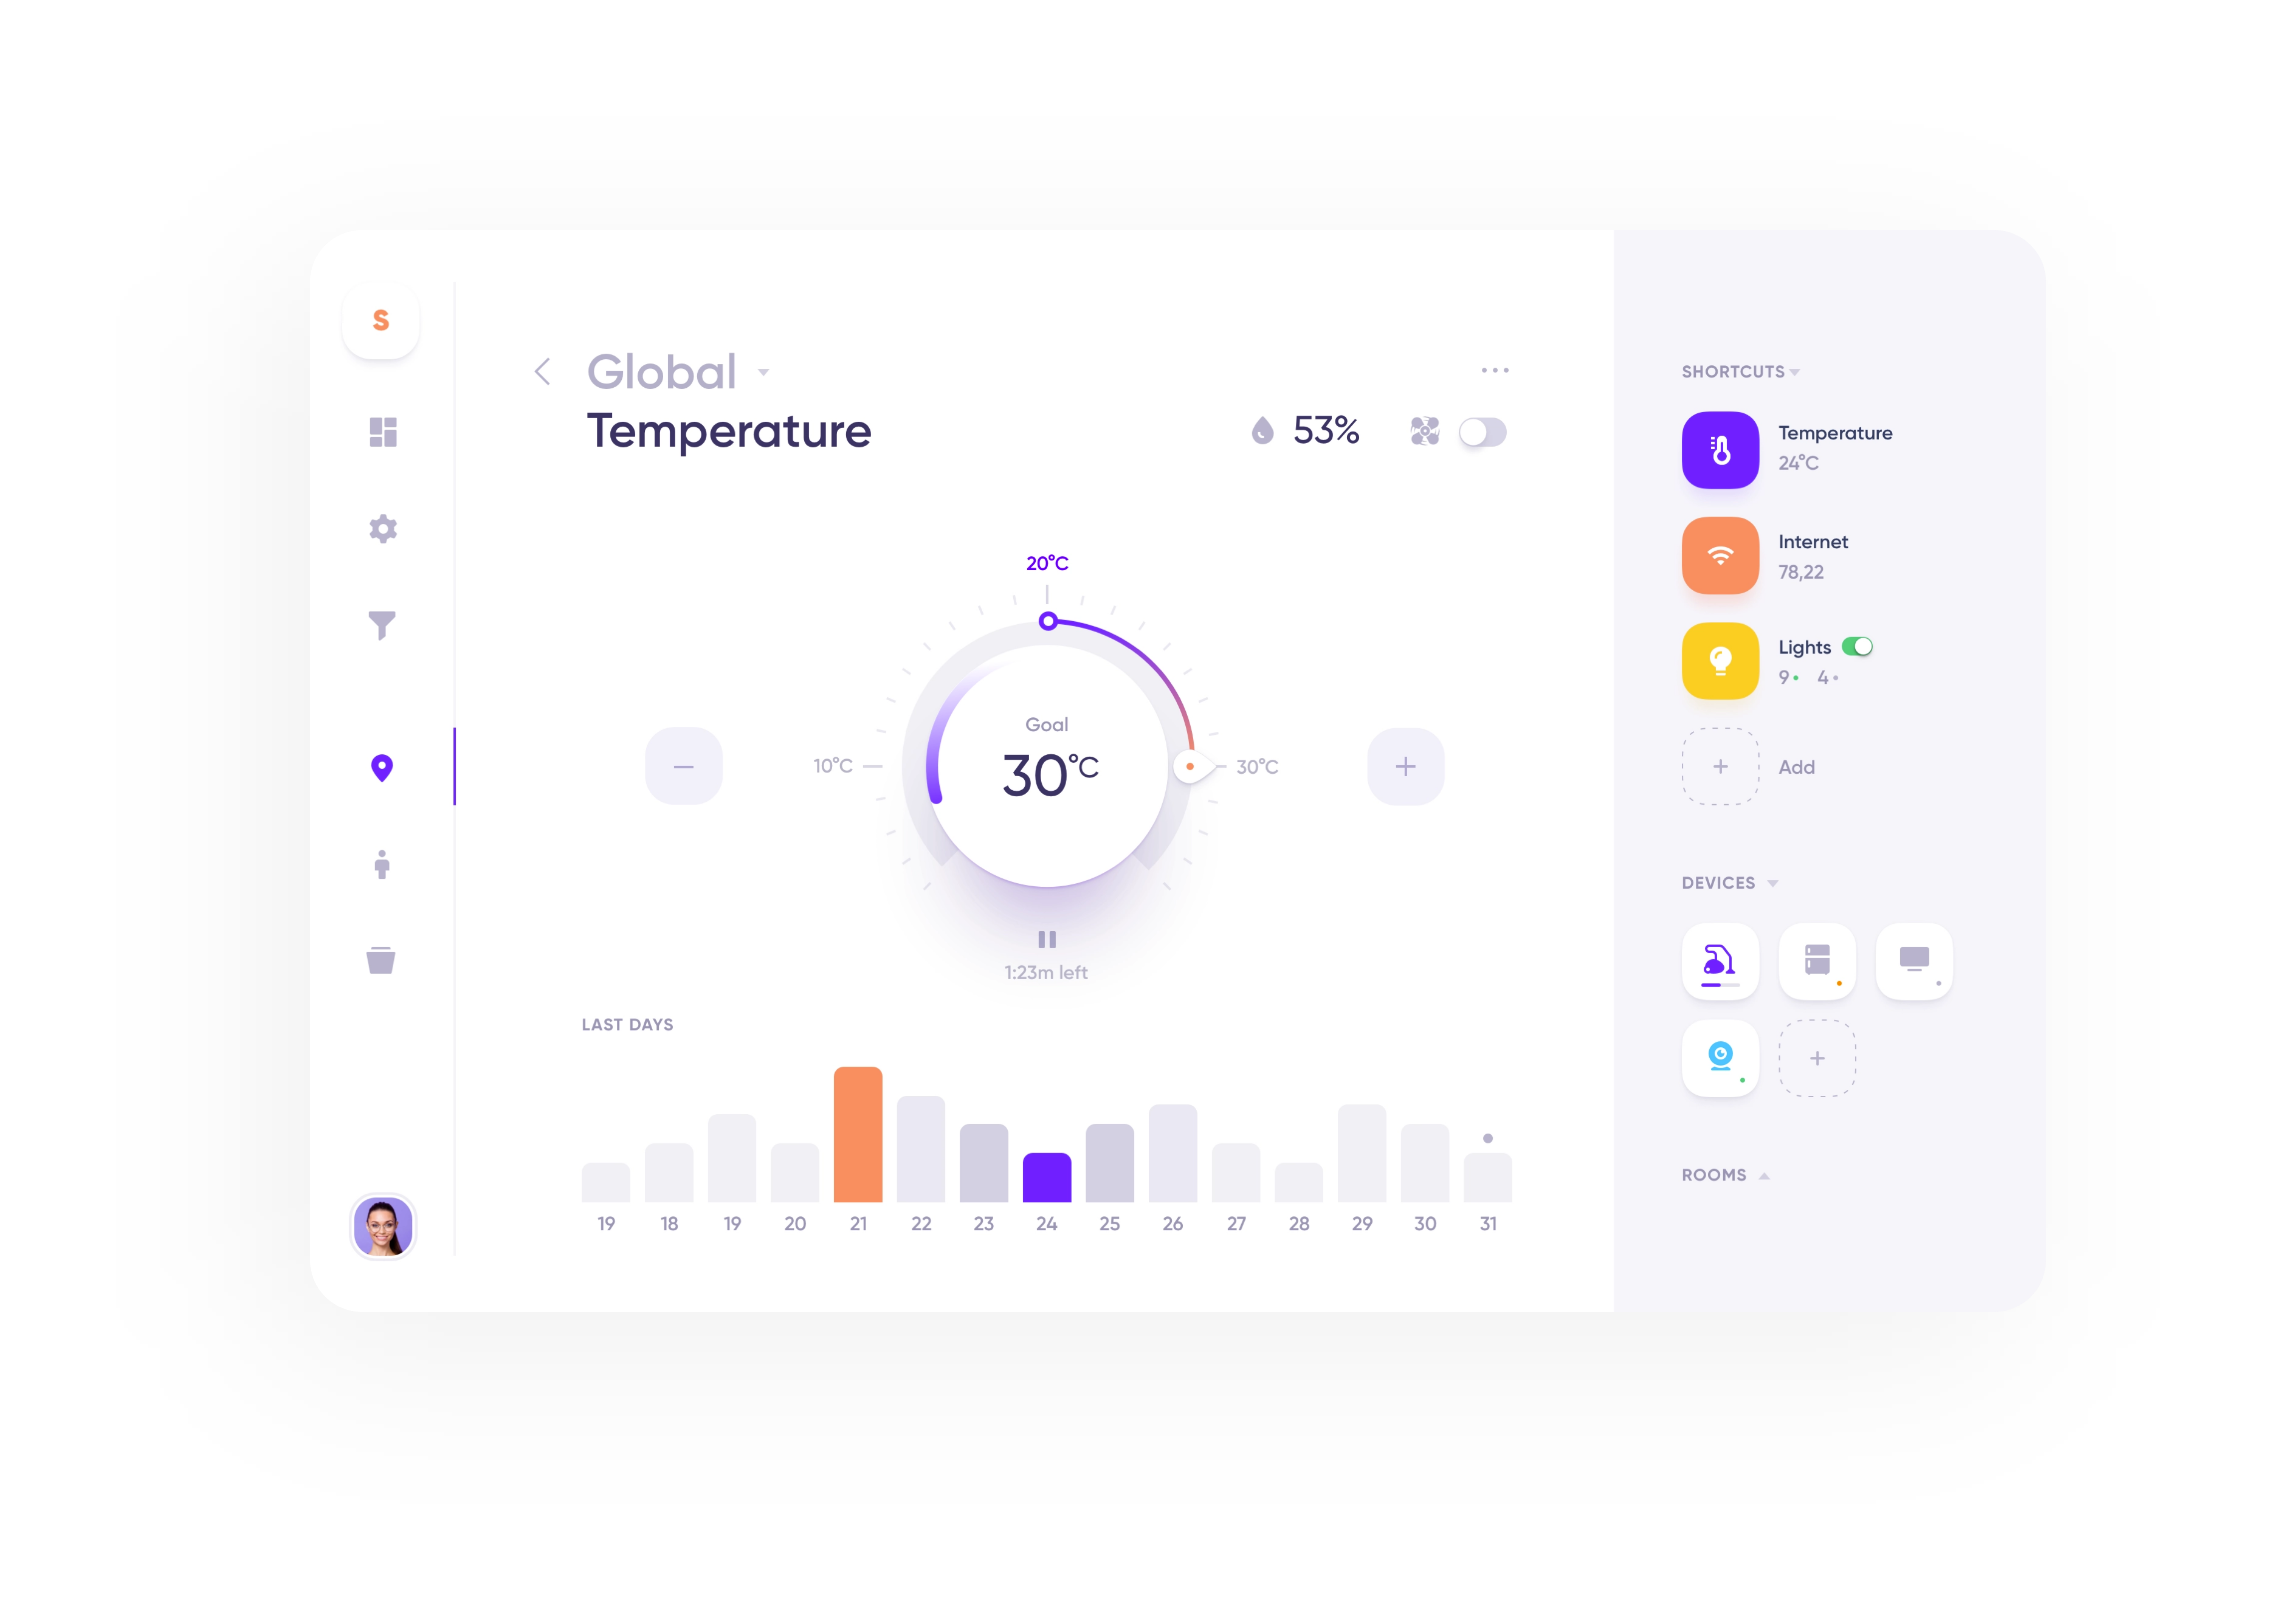 S
Global
Temperature
53%
20°C
10°C
30°C
Goal
30°C
1:23m left
LAST DAYS
19 18 19 20 21 22 23 24 25 26 27 28 29 30 31
SHORTCUTS
Temperature
24°C
Internet
78,22
Lights
9 4
Add
DEVICES
ROOMS